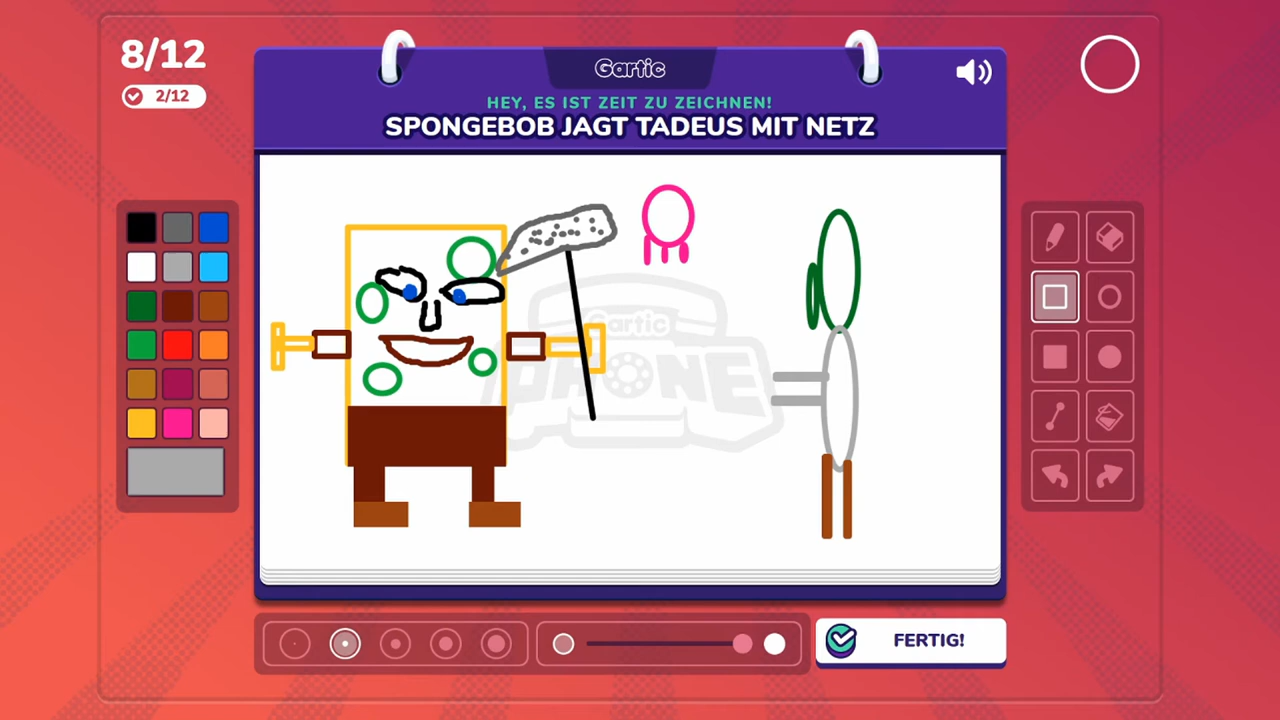 8/12
2/12
Gartic
HEY, ES IST ZEIT ZU ZEICHNEN!
SPONGEBOB JAGT TADEUS MIT NETZ
Gartic
PHONE
FERTIG!